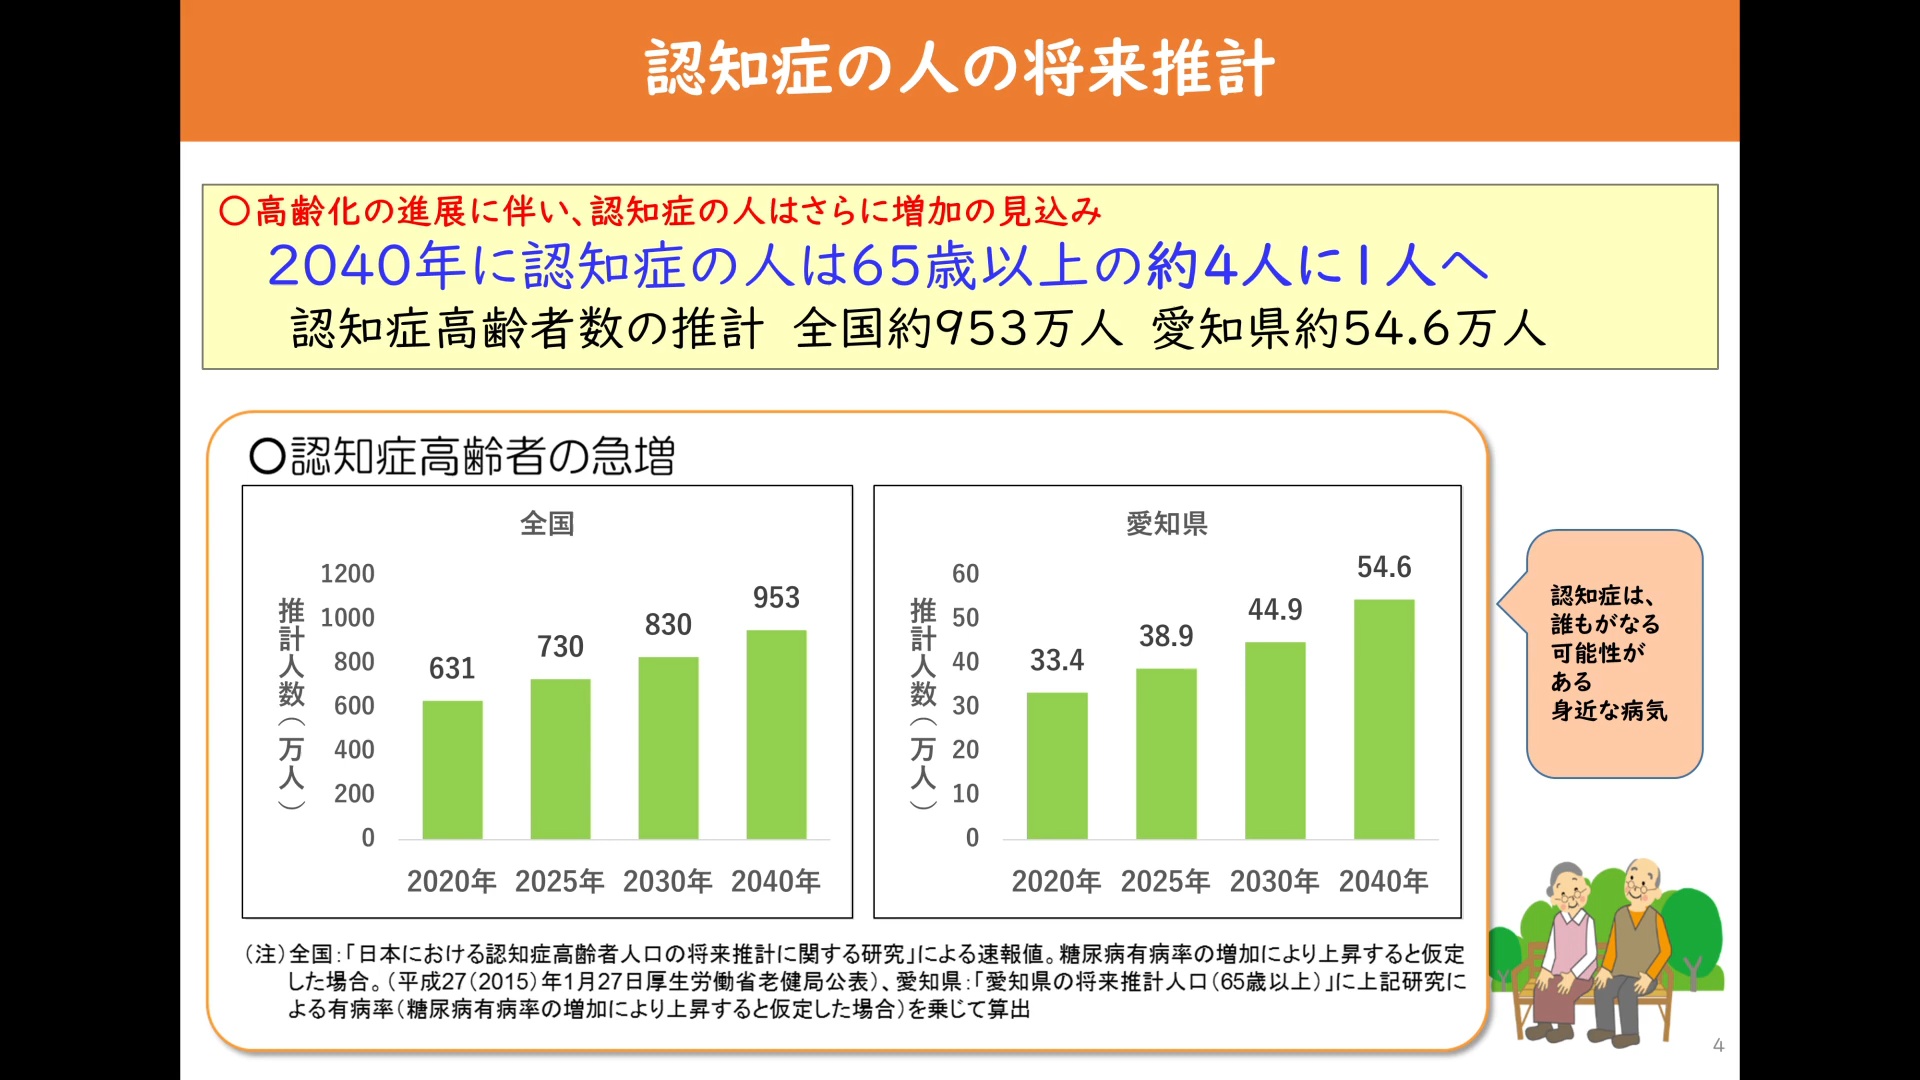 認知症の人の将来推計
〇高齢化の進展に伴い、認知症の人はさらに増加の見込み
2040年に認知症の人は65歳以上の約4人に1人へ
認知症高齢者数の推計 全国約953万人 愛知県約54.6万人
〇認知症高齢者の急増
全国
推計人数（万人）
1200
1000
800
600
400
200
0
631
730
830
953
2020年 2025年 2030年 2040年
愛知県
推計人数（万人）
60
50
40
30
20
10
0
33.4
38.9
44.9
54.6
2020年 2025年 2030年 2040年
認知症は、
誰もがなる
可能性が
ある
身近な病気
（注）全国：「日本における認知症高齢者人口の将来推計に関する研究」による速報値。糖尿病有病率の増加により上昇すると仮定
した場合。（平成27（2015）年1月27日厚生労働省老健局公表）、愛知県：「愛知県の将来推計人口（65歳以上）」に上記研究に
よる有病率（糖尿病有病率の増加により上昇すると仮定した場合）を乗じて算出
4